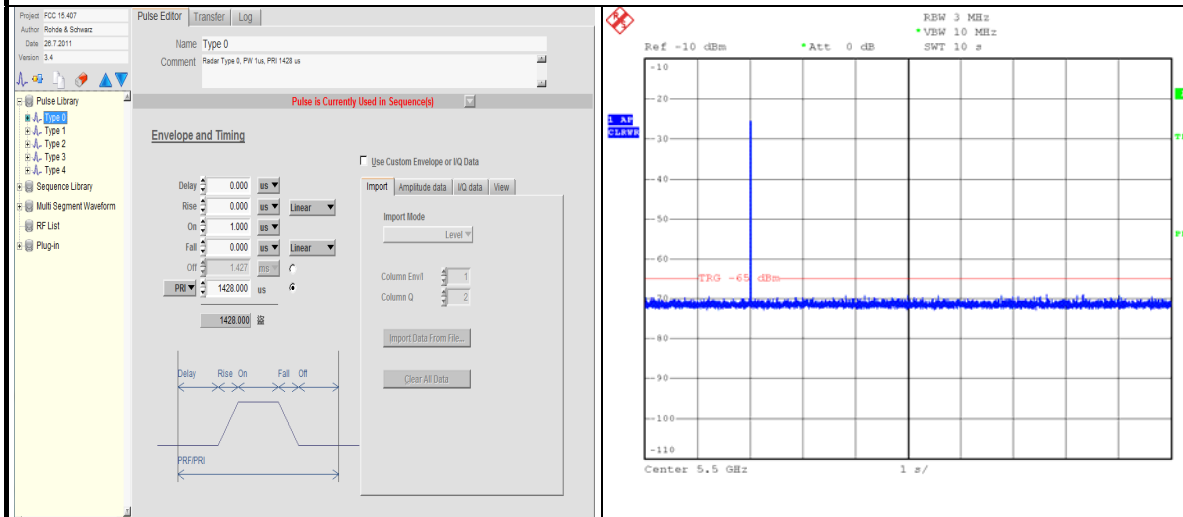 Project FCC 15.407
Author Rohde & Schwarz
Date 26.7.2011
Version 3.4
Pulse Library
Type 0
Type 1
Type 2
Type 3
Type 4
Sequence Library
Multi Segment Waveform
RF List
Plug-in
Pulse Editor Transfer Log
Name Type 0
Comment Radar Type 0, PW 1us, PRI 1428 us
Pulse is Currently Used in Sequence(s)
Envelope and Timing
Use Custom Envelope or I/Q Data
Delay 0.000 us
Rise 0.000 us Linear
On 1.000 us
Fall 0.000 us Linear
Off 1.427 ms
PRI 1428.000 us
1428.000
Import Amplitude data I/Q data View
Import Mode
Level
Column Env/I 1
Column Q 2
Import Data From File...
Clear All Data
Delay Rise On Fall Off
PRF/PRI
RBW 3 MHz
*VBW 10 MHz
Ref -10 dBm *Att 0 dB SWT 10 s
1 AP
CLRWR
-10
-20
-30
-40
-50
-60
TRG -65 dBm
-70
-80
-90
-100
-110
Center 5.5 GHz 1 s/